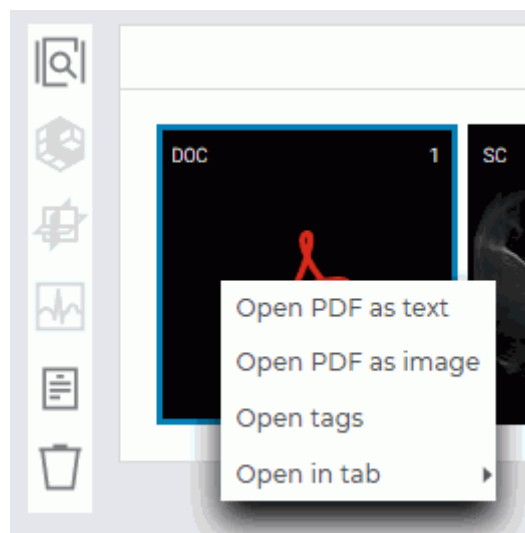 DOC 1 SC
Open PDF as text
Open PDF as image
Open tags
Open in tab